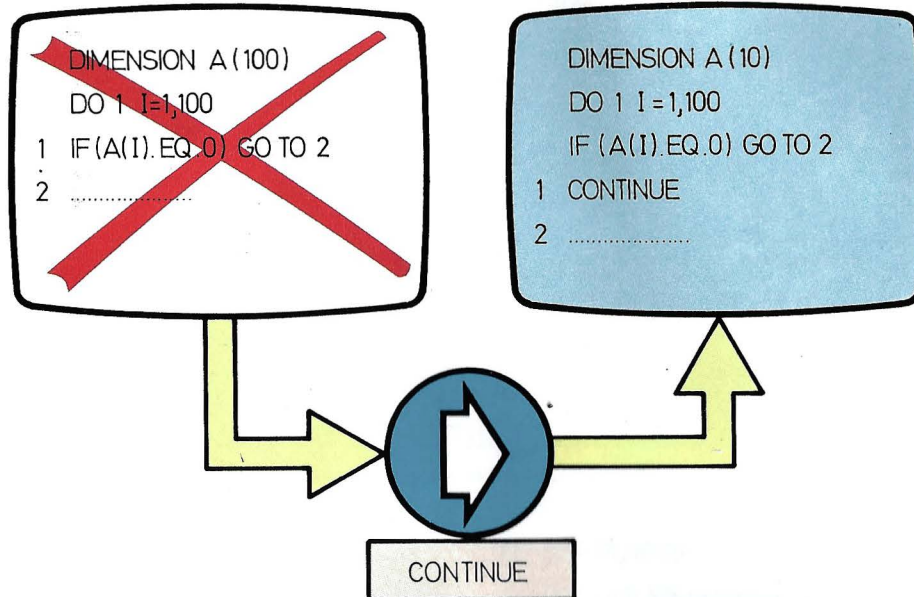 DIMENSION A (100)
DO 1 I=1,100
1 IF (A(I).EQ.0) GO TO 2
2 ....................
DIMENSION A (10)
DO 1 I=1,100
IF (A(I).EQ.0) GO TO 2
1 CONTINUE
2 ....................
CONTINUE